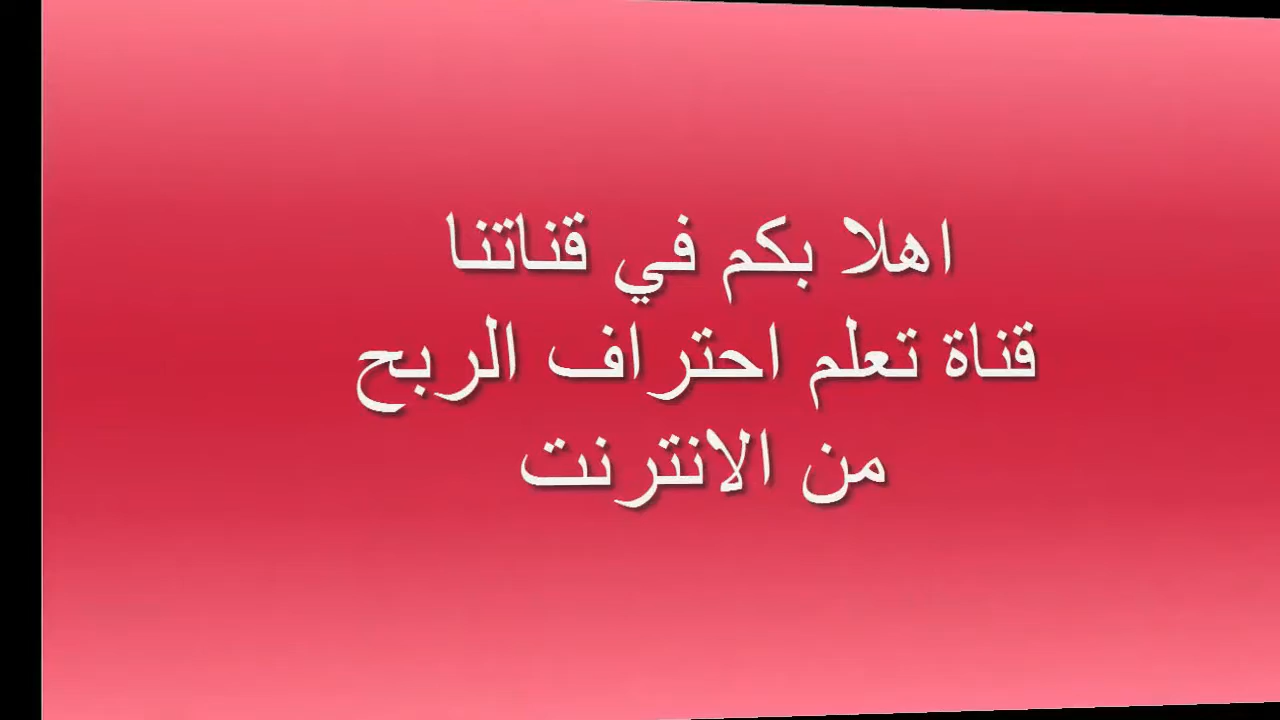 اهلا بكم في قناتنا
قناة تعلم احتراف الربح
من الانترنت